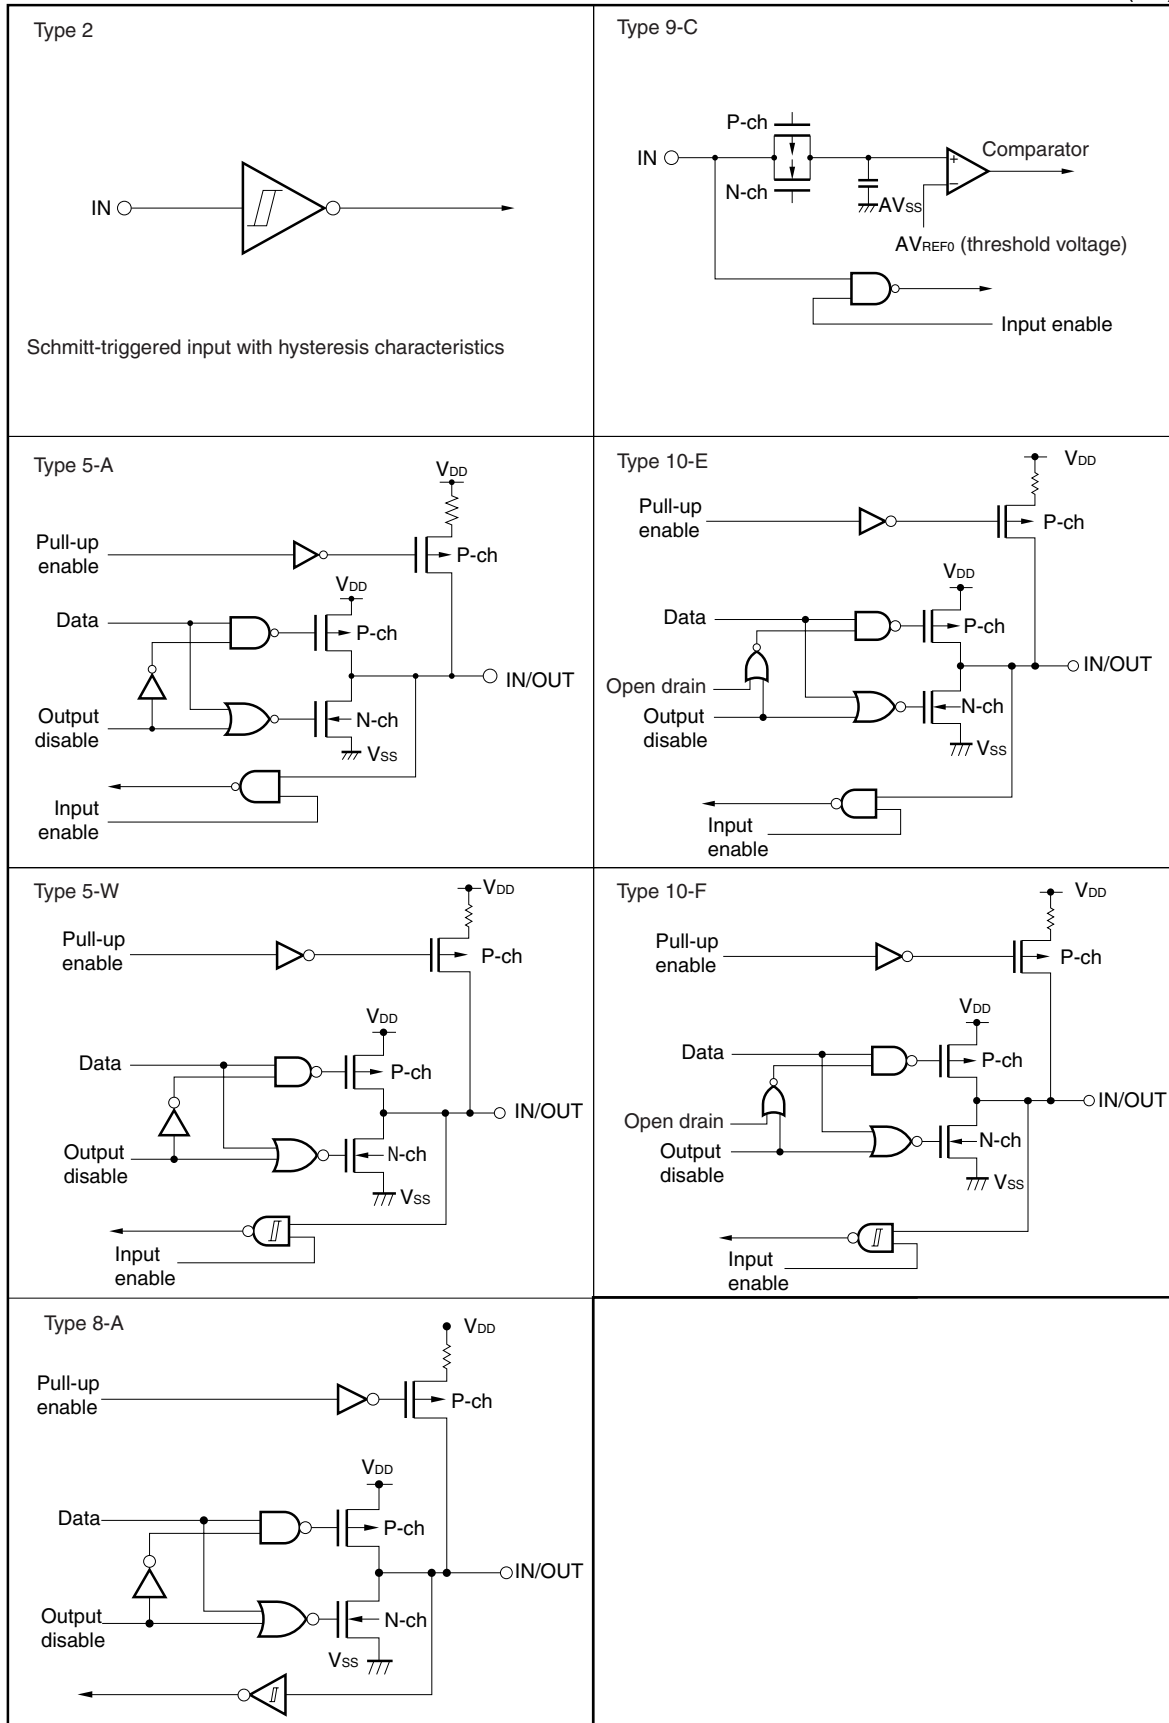 Type 2
IN
Schmitt-triggered input with hysteresis characteristics
Type 9-C
P-ch
IN
N-ch
Comparator
+
−
AVSS
AVREF0 (threshold voltage)
Input enable
Type 5-A
VDD
Pull-up
enable
P-ch
VDD
Data
P-ch
IN/OUT
Output
disable
N-ch
VSS
Input
enable
Type 10-E
VDD
Pull-up
enable
P-ch
VDD
Data
P-ch
IN/OUT
Open drain
Output
disable
N-ch
VSS
Input
enable
Type 5-W
VDD
Pull-up
enable
P-ch
VDD
Data
P-ch
IN/OUT
Output
disable
N-ch
VSS
Input
enable
Type 10-F
VDD
Pull-up
enable
P-ch
VDD
Data
P-ch
IN/OUT
Open drain
Output
disable
N-ch
VSS
Input
enable
Type 8-A
VDD
Pull-up
enable
P-ch
VDD
Data
P-ch
IN/OUT
Output
disable
N-ch
VSS